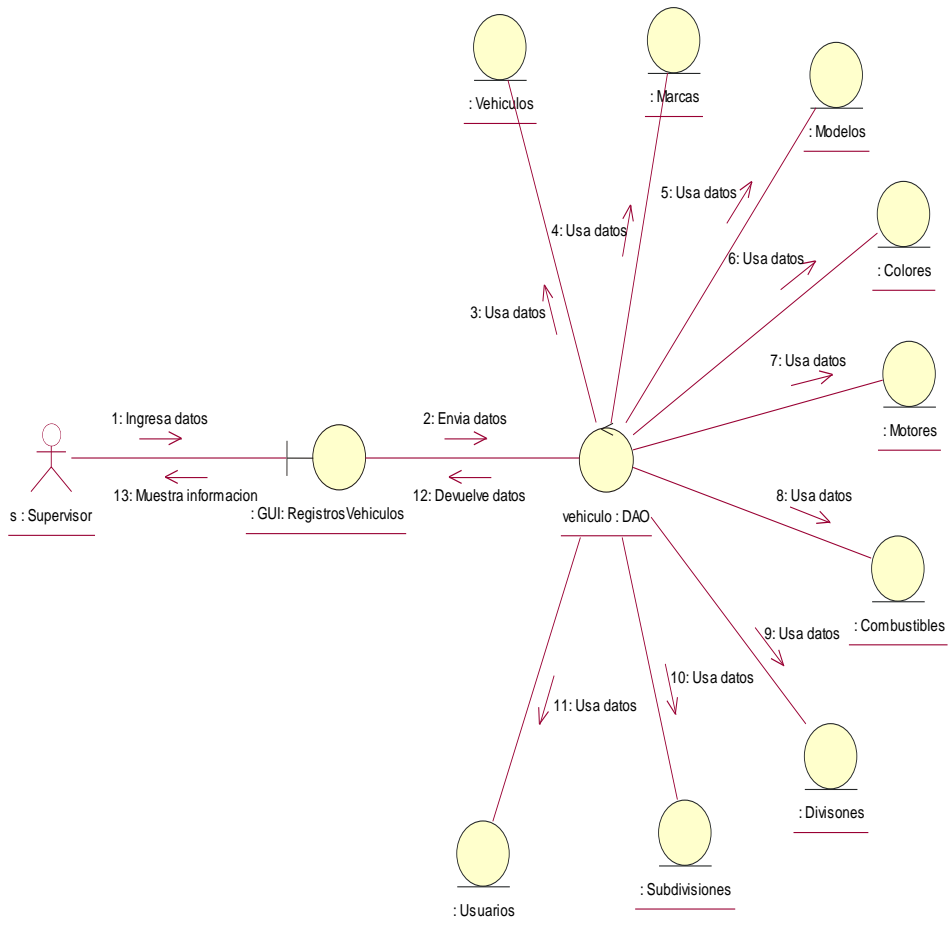 : Vehiculos
: Marcas
: Modelos
5: Usa datos
4: Usa datos
6: Usa datos
: Colores
3: Usa datos
7: Usa datos
1: Ingresa datos
2: Envia datos
: Motores
13: Muestra informacion
12: Devuelve datos
8: Usa datos
s : Supervisor
: GUI: RegistrosVehiculos
vehiculo : DAO
: Combustibles
9: Usa datos
10: Usa datos
11: Usa datos
: Divisones
: Subdivisiones
: Usuarios